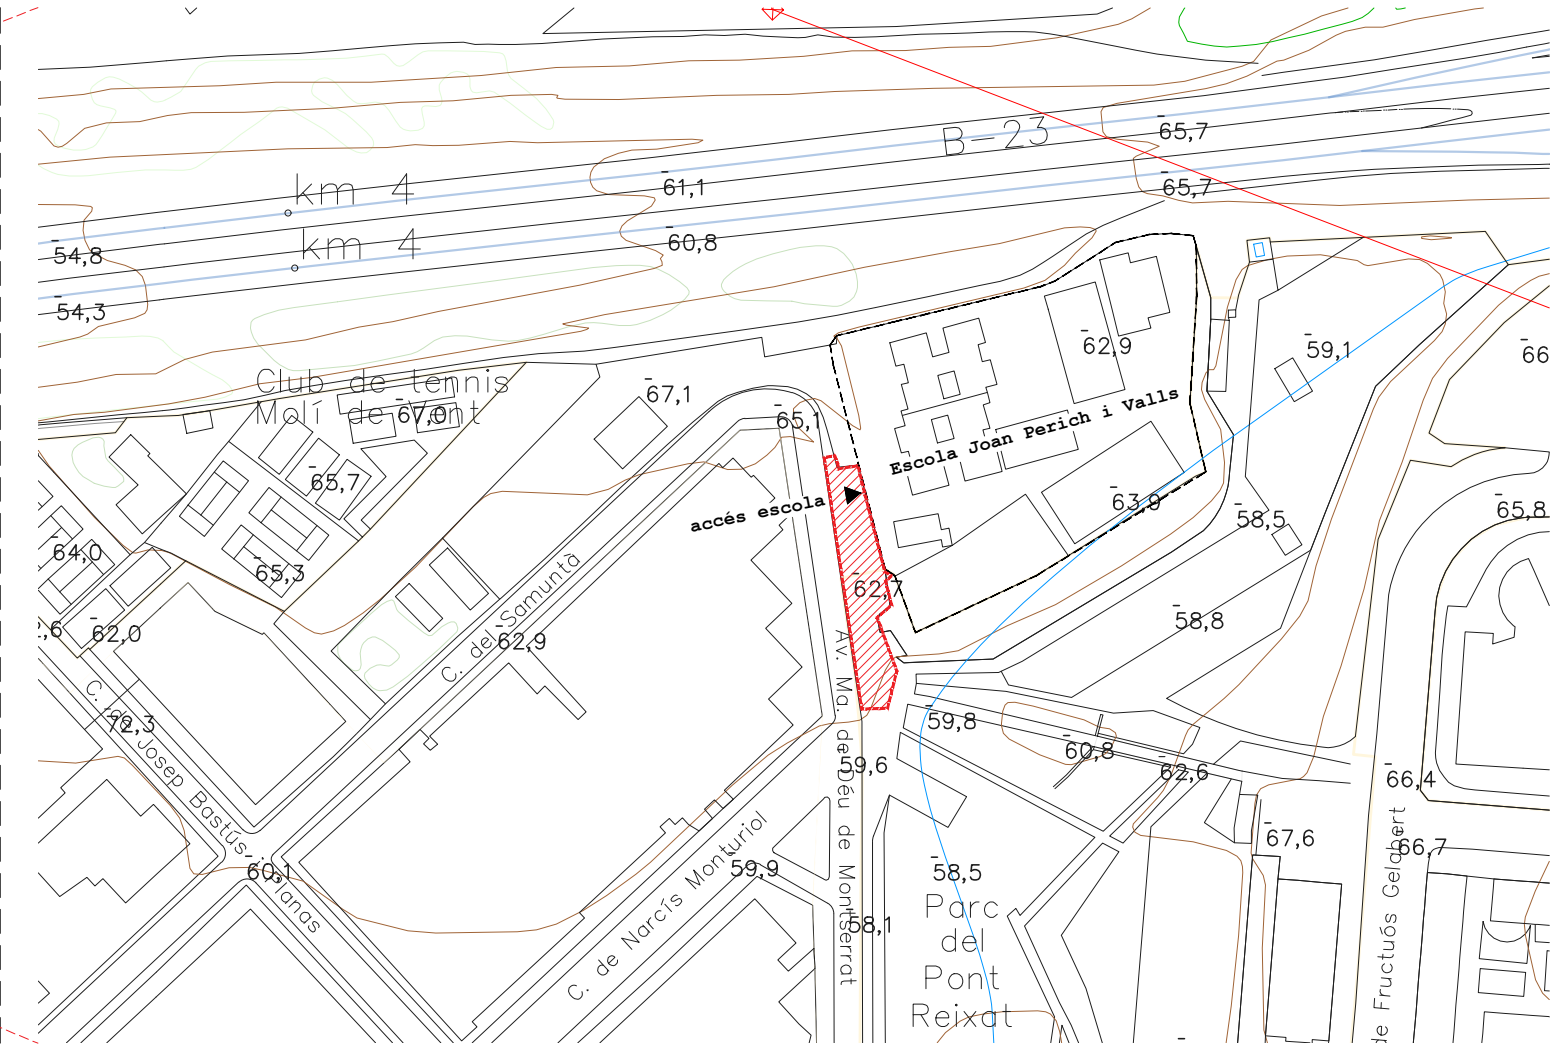 B-23
65,7
km 4
61,1
65,7
km 4
60,8
54,8
54,3
62,9
59,1
66
Club de tennis
Molí de Vent
67,0
67,1
65,1
Escola Joan Perich i Valls
65,7
accés escola
63,9
58,5
65,8
64,0
65,3
62,7
C. de Samuntà
62,9
58,8
62,0
2,6
Av. Ma. de Déu de Montserrat
C. de Josep Bastús i Planas
72,3
59,8
60,8
62,6
59,6
66,4
67,6
66,7
C. de Narcís Monturiol
59,9
60,1
58,5
58,1
Parc
del
Pont
Reixat
de Fructuós Gelabert